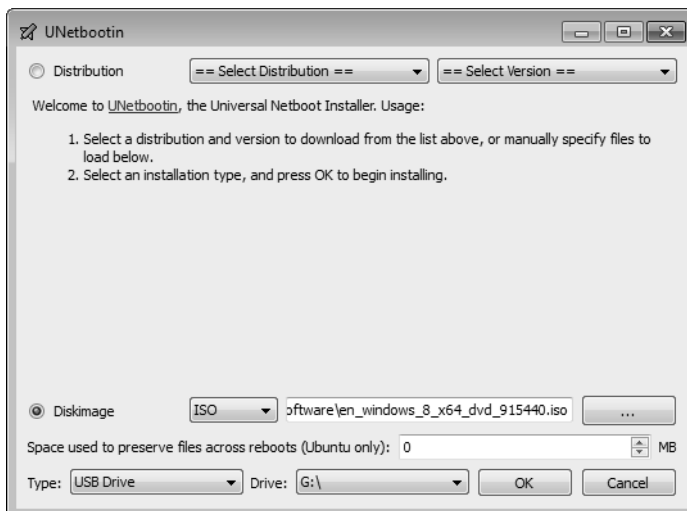 UNetbootin
Distribution == Select Distribution == == Select Version ==
Welcome to UNetbootin, the Universal Netboot Installer. Usage:
1. Select a distribution and version to download from the list above, or manually specify files to
load below.
2. Select an installation type, and press OK to begin installing.
Diskimage ISO oftware\en_windows_8_x64_dvd_915440.iso ...
Space used to preserve files across reboots (Ubuntu only): 0 MB
Type: USB Drive Drive: G:\ OK Cancel